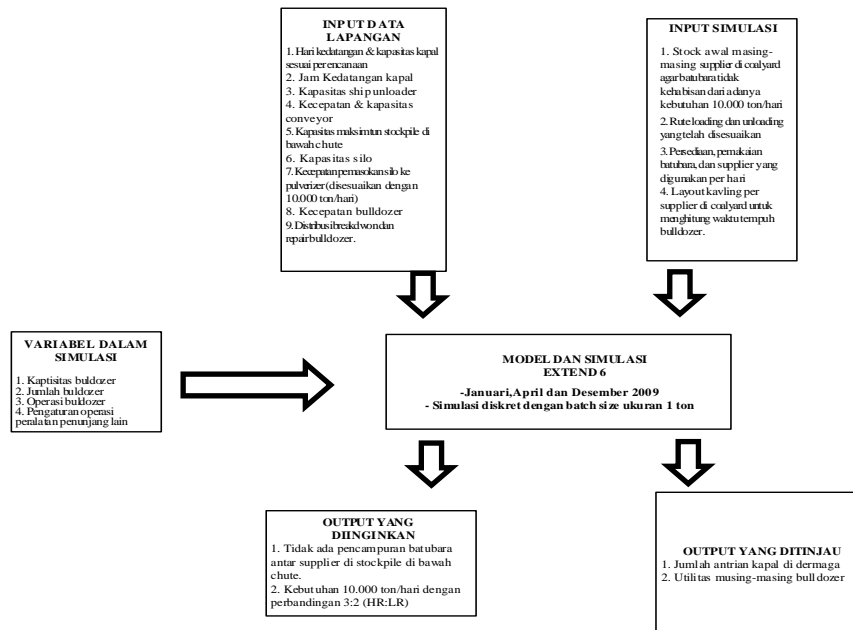 INPUT DATA
LAPANGAN
1. Hari kedatangan & kapasitas kapal
sesuai perencanaan
2. Jam Kedatangan kapal
3. Kapasitas ship unloader
4. Kecepatan & kapasitas
conveyor
5. Kapasitas maksimtun stockpile di
bawah chute
6. Kapasitas silo
7. Kecepatan pemasokan silo ke
pulverizer (disesuaikan dengan
10.000 ton/hari)
8. Kecepatan bulldozer
9. Distribusi breakdwon dan
repair bulldozer.
INPUT SIMULASI
1. Stock awal masing-
masing supplier di coalyard
agar batubara tidak
kehabisan dari adanya
kebutuhan 10.000 ton/hari
2. Rute loading dan unloading
yang telah disesuaikan
3. Persediaan, pemakaian
batubara, dan supplier yang
digunakan per hari
4. Layout kavling per
supplier di coalyard untuk
menghitung waktu tempuh
bulldozer.
VARIABEL DALAM
SIMULASI
1. Kaptisitas buldozer
2. Jumlah buldozer
3. Operasi buldozer
4. Pengaturan operasi
peralatan penunjang lain
MODEL DAN SIMULASI
EXTEND 6
-Januari, April dan Desember 2009
- Simulasi diskret dengan batch size ukuran 1 ton
OUTPUT YANG
DIINGINKAN
1. Tidak ada pencampuran batubara
antar supplier di stockpile di bawah
chute.
2. Kebutuhan 10.000 ton/hari dengan
perbandingan 3:2 (HR:LR)
OUTPUT YANG DITINJAU
1. Jumlah antrian kapal di dermaga
2. Utilitas musing-masing bulldozer